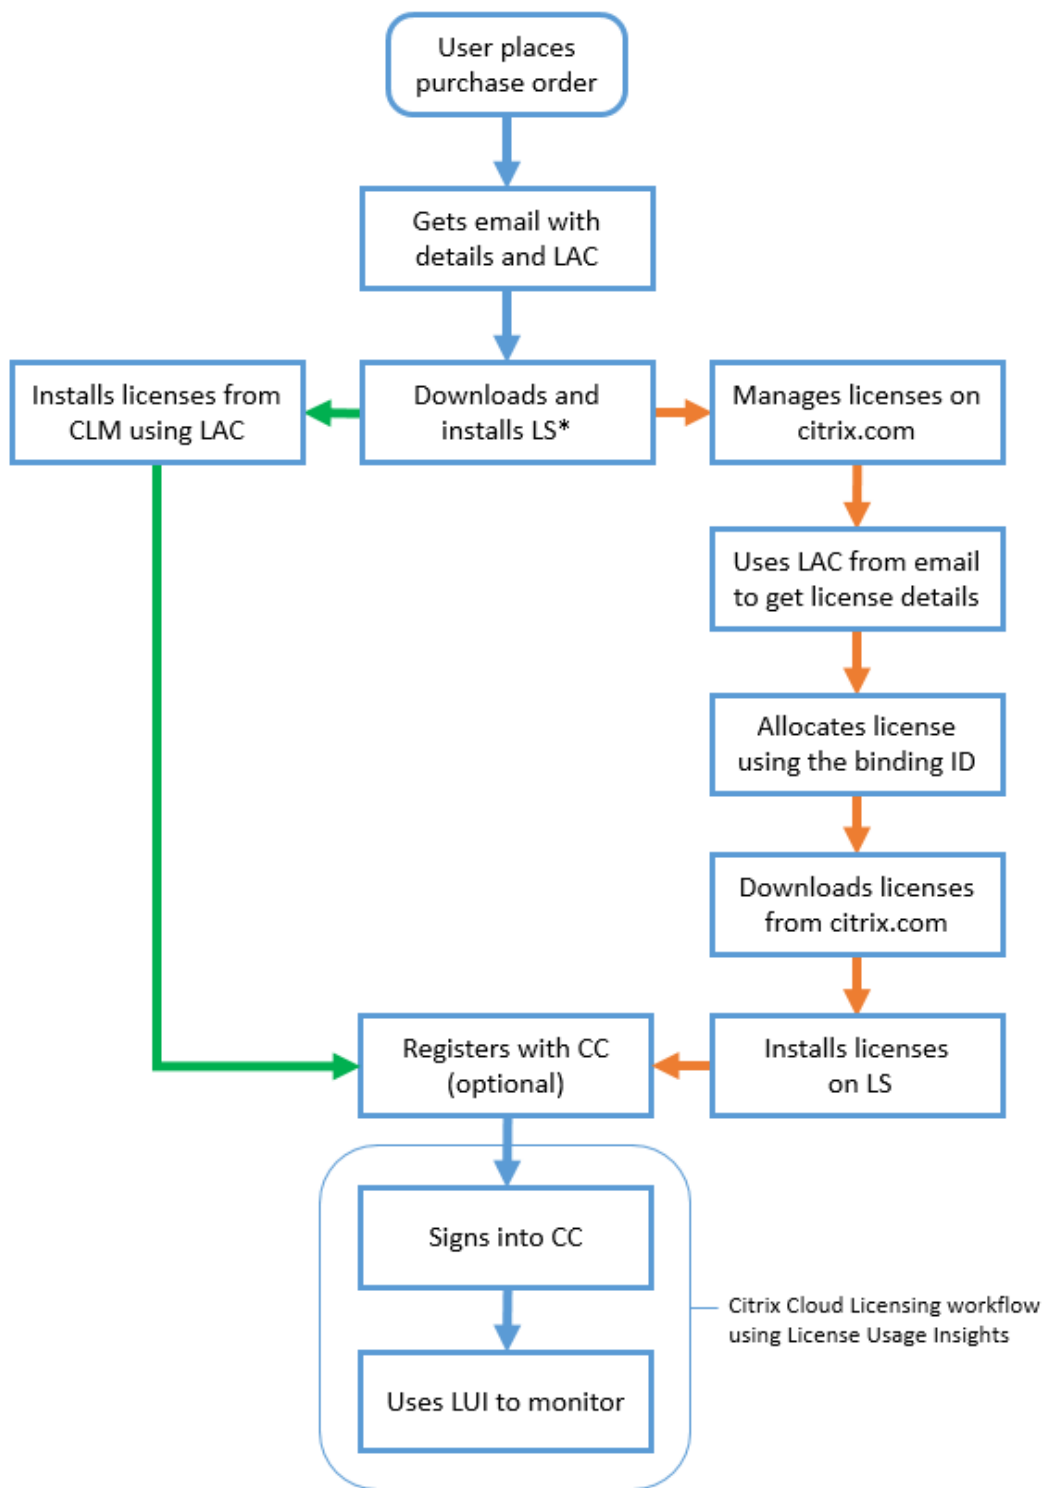 User places
purchase order
Gets email with
details and LAC
Installs licenses from
CLM using LAC
Downloads and
installs LS*
Manages licenses on
citrix.com
Uses LAC from email
to get license details
Allocates license
using the binding ID
Downloads licenses
from citrix.com
Registers with CC
(optional)
Installs licenses
on LS
Signs into CC
Citrix Cloud Licensing workflow
using License Usage Insights
Uses LUI to monitor